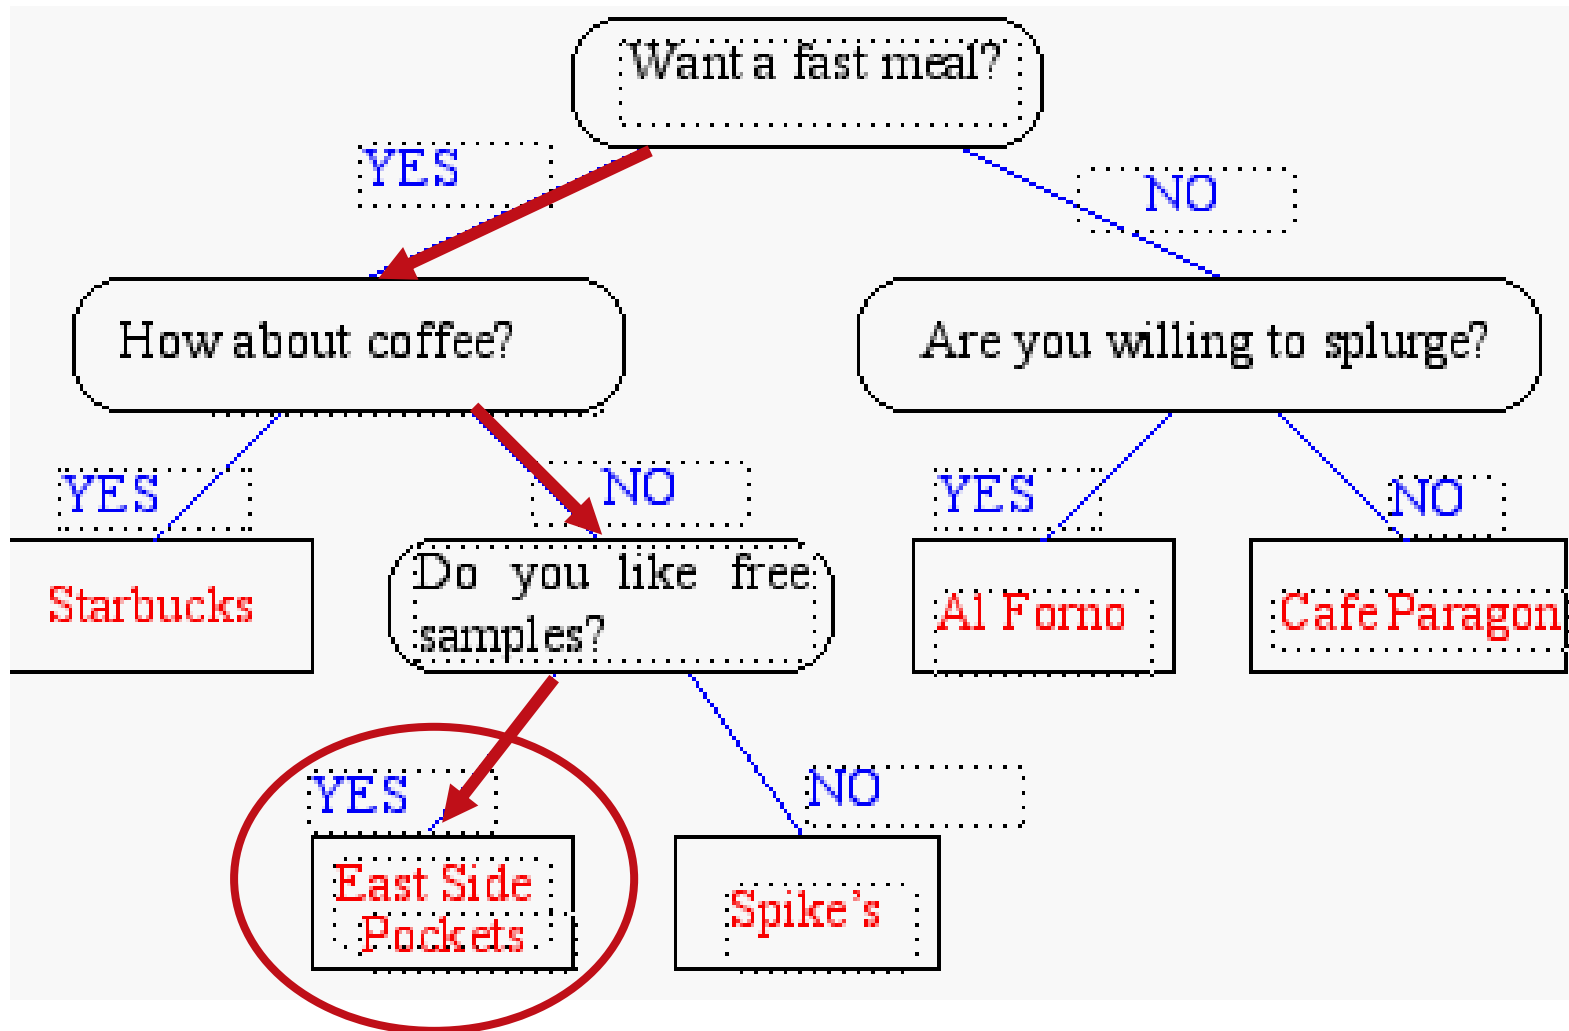 Want a fast meal?
YES
NO
How about coffee?
Are you willing to splurge?
YES
NO
YES
NO
Starbucks
Do you like free
samples?
Al Forno
Cafe Paragon
YES
NO
East Side
Pockets
Spike's